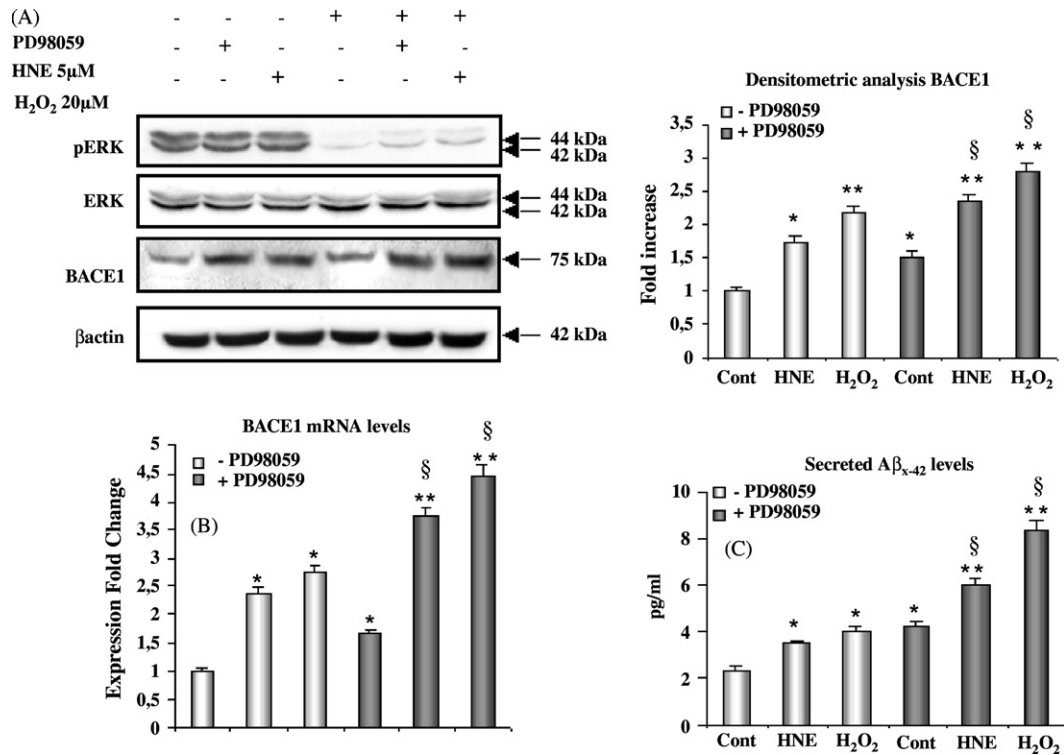 (A) - - - + + +
PD98059 - + - - + -
HNE 5µM - - + - - +
H₂O₂ 20µM
pERK 44 kDa
42 kDa
ERK 44 kDa
42 kDa
BACE1 75 kDa
βactin 42 kDa
Densitometric analysis BACE1
- PD98059
+ PD98059
Fold increase
3,5
3
2,5
2
1,5
1
0,5
0
* ** * ** § ** §
Cont HNE H₂O₂ Cont HNE H₂O₂
BACE1 mRNA levels
- PD98059
+ PD98059
(B)
Expression Fold Change
4,5
4
3,5
3
2,5
2
1,5
1
0,5
0
* * * ** § ** §
Secreted Aβx-42 levels
- PD98059
+ PD98059
(C)
pg/ml
10
8
6
4
2
0
* * * ** § ** §
Cont HNE H₂O₂ Cont HNE H₂O₂